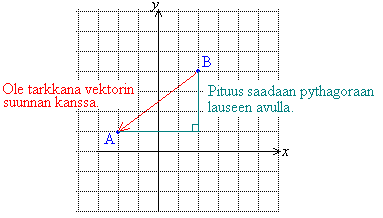 y
B
Ole tarkkana vektorin
suunnan kanssa.
Pituus saadaan pythagoraan
lauseen avulla.
A
x